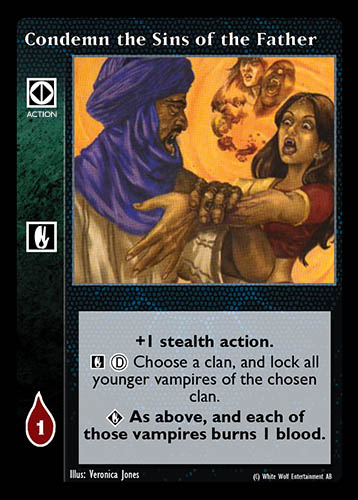 Condemn the Sins of the Father
ACTION
+1 stealth action.
D Choose a clan, and lock all
younger vampires of the chosen
clan.
As above, and each of
those vampires burns 1 blood.
1
Illus: Veronica Jones
(C) White Wolf Entertainment AB